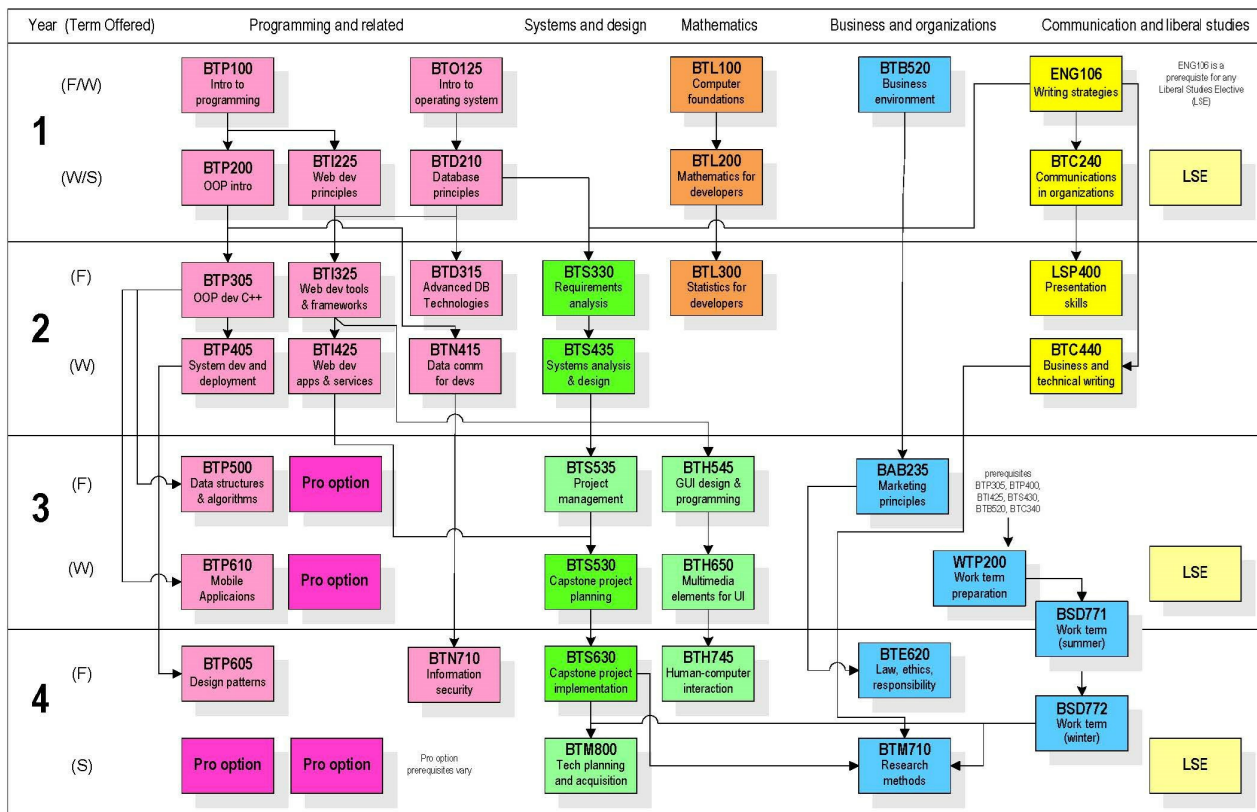 Year (Term Offered)
Programming and related
Systems and design
Mathematics
Business and organizations
Communication and liberal studies
1
(F/W)
BTP100
Intro to
programming
BTO125
Intro to
operating system
BTL100
Computer
foundations
BTB520
Business
environment
ENG106
Writing strategies
ENG106 is a
prerequiste for any
Liberal Studies Elective
(LSE)
(W/S)
BTP200
OOP intro
BTI225
Web dev
principles
BTD210
Database
principles
BTL200
Mathematics for
developers
BTC240
Communications
in organizations
LSE
2
(F)
BTP305
OOP dev C++
BTI325
Web dev tools
& frameworks
BTD315
Advanced DB
Technologies
BTS330
Requirements
analysis
BTL300
Statistics for
developers
LSP400
Presentation
skills
(W)
BTP405
System dev and
deployment
BTI425
Web dev
apps & services
BTN415
Data comm
for devs
BTS435
Systems analysis
& design
BTC440
Business and
technical writing
3
(F)
BTP500
Data structures
& algorithms
Pro option
BTS535
Project
management
BTH545
GUI design &
programming
BAB235
Marketing
principles
prerequisites
BTP305, BTP400,
BTI425, BTS430,
BTB520, BTC340
(W)
BTP610
Mobile
Applicaions
Pro option
BTS530
Capstone project
planning
BTH650
Multimedia
elements for UI
WTP200
Work term
preparation
LSE
BSD771
Work term
(summer)
4
(F)
BTP605
Design patterns
BTN710
Information
security
BTS630
Capstone project
implementation
BTH745
Human-computer
interaction
BTE620
Law, ethics,
responsibility
BSD772
Work term
(winter)
(S)
Pro option
Pro option
Pro option
prerequisites vary
BTM800
Tech planning
and acquisition
BTM710
Research
methods
LSE